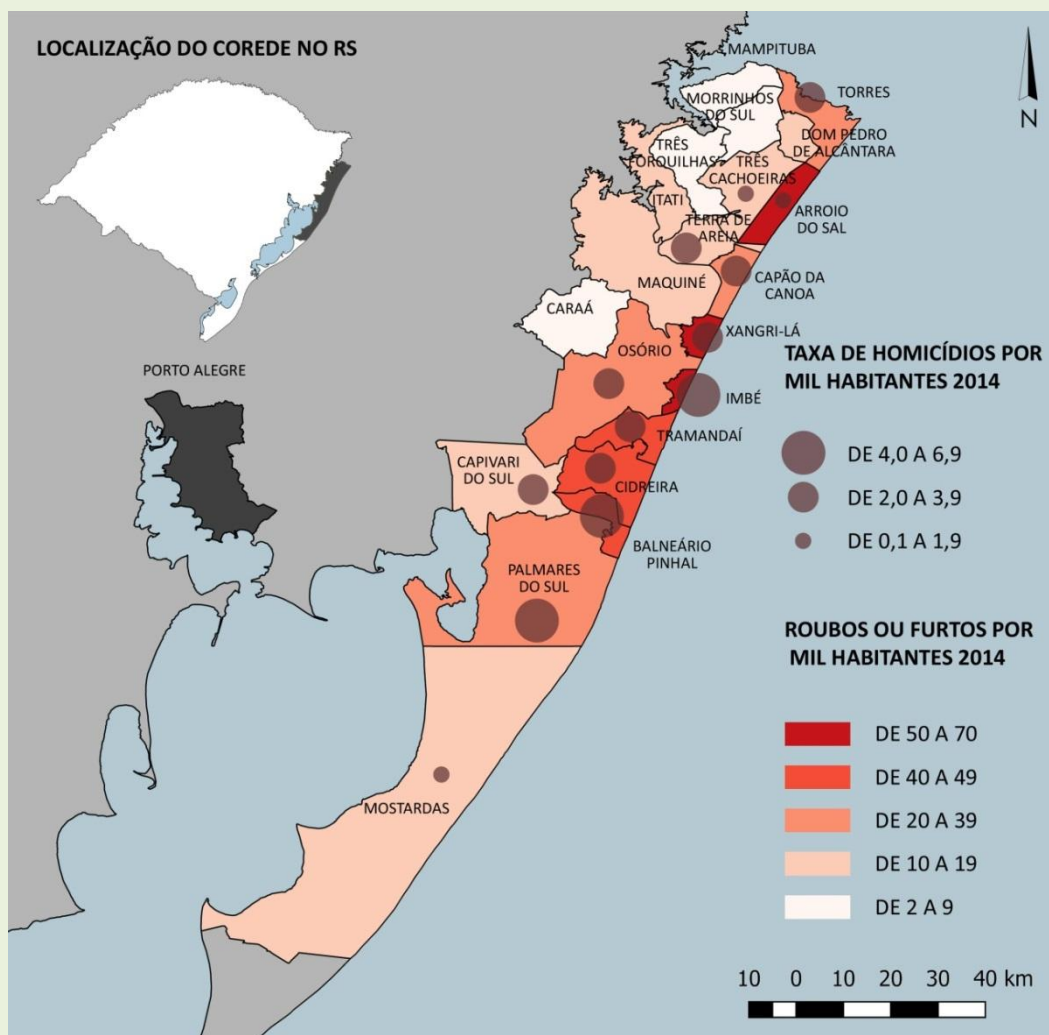 LOCALIZAÇÃO DO COREDE NO RS
MAMPITUBA
MORRINHOS
DO SUL
TORRES
TRÊS
FORQUILHAS
DOM PEDRO
DE ALCÂNTARA
TRÊS
CACHOEIRAS
ITATI
ARROIO
DO SAL
TERRA DE
AREIA
MAQUINÉ
CAPÃO DA
CANOA
CARAÁ
XANGRI-LÁ
OSÓRIO
IMBÉ
TRAMANDAÍ
CAPIVARI
DO SUL
CIDREIRA
BALNEÁRIO
PINHAL
PALMARES
DO SUL
MOSTARDAS
PORTO ALEGRE
N
TAXA DE HOMICÍDIOS POR
MIL HABITANTES 2014
DE 4,0 A 6,9
DE 2,0 A 3,9
DE 0,1 A 1,9
ROUBOS OU FURTOS POR
MIL HABITANTES 2014
DE 50 A 70
DE 40 A 49
DE 20 A 39
DE 10 A 19
DE 2 A 9
10 0 10 20 30 40 km